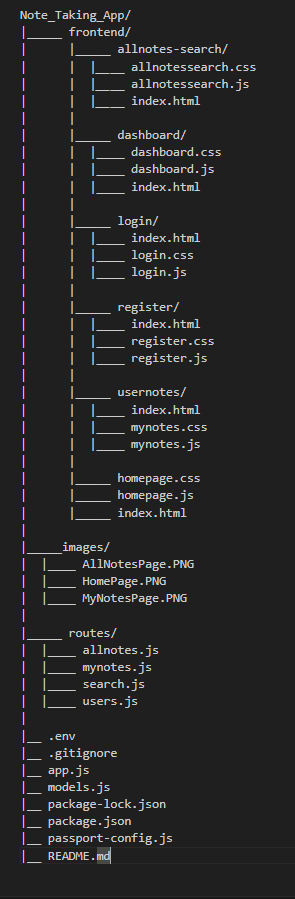 Note_Taking_App/
|_____ frontend/
|     |_____ allnotes-search/
|     | |____ allnotessearch.css
|     | |____ allnotessearch.js
|     | |____ index.html
|     |
|     |_____ dashboard/
|     | |____ dashboard.css
|     | |____ dashboard.js
|     | |____ index.html
|     |
|     |_____ login/
|     | |____ index.html
|     | |____ login.css
|     | |____ login.js
|     |
|     |_____ register/
|     | |____ index.html
|     | |____ register.css
|     | |____ register.js
|     |
|     |_____ usernotes/
|     | |____ index.html
|     | |____ mynotes.css
|     | |____ mynotes.js
|     |
|     |_____ homepage.css
|     |_____ homepage.js
|     |_____ index.html
|
|_____images/
|  |____ AllNotesPage.PNG
|  |____ HomePage.PNG
|  |____ MyNotesPage.PNG
|
|_____ routes/
|  |____ allnotes.js
|  |____ mynotes.js
|  |____ search.js
|  |____ users.js
|
|__ .env
|__ .gitignore
|__ app.js
|__ models.js
|__ package-lock.json
|__ package.json
|__ passport-config.js
|__ README.md